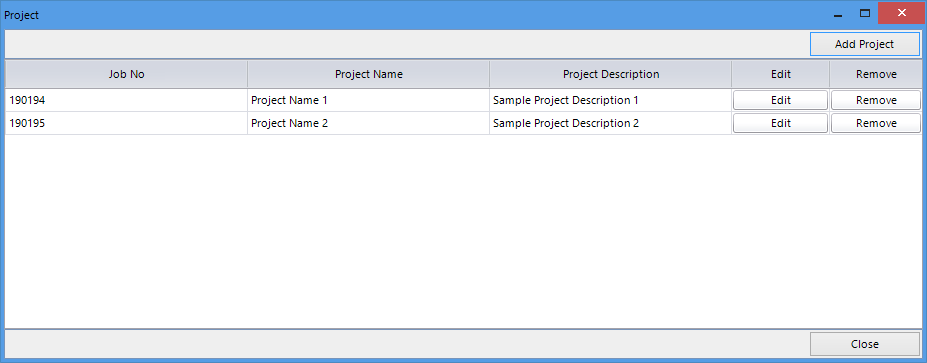 Project
Add Project
Job No Project Name Project Description Edit Remove
190194 Project Name 1 Sample Project Description 1 Edit Remove
190195 Project Name 2 Sample Project Description 2 Edit Remove
Close